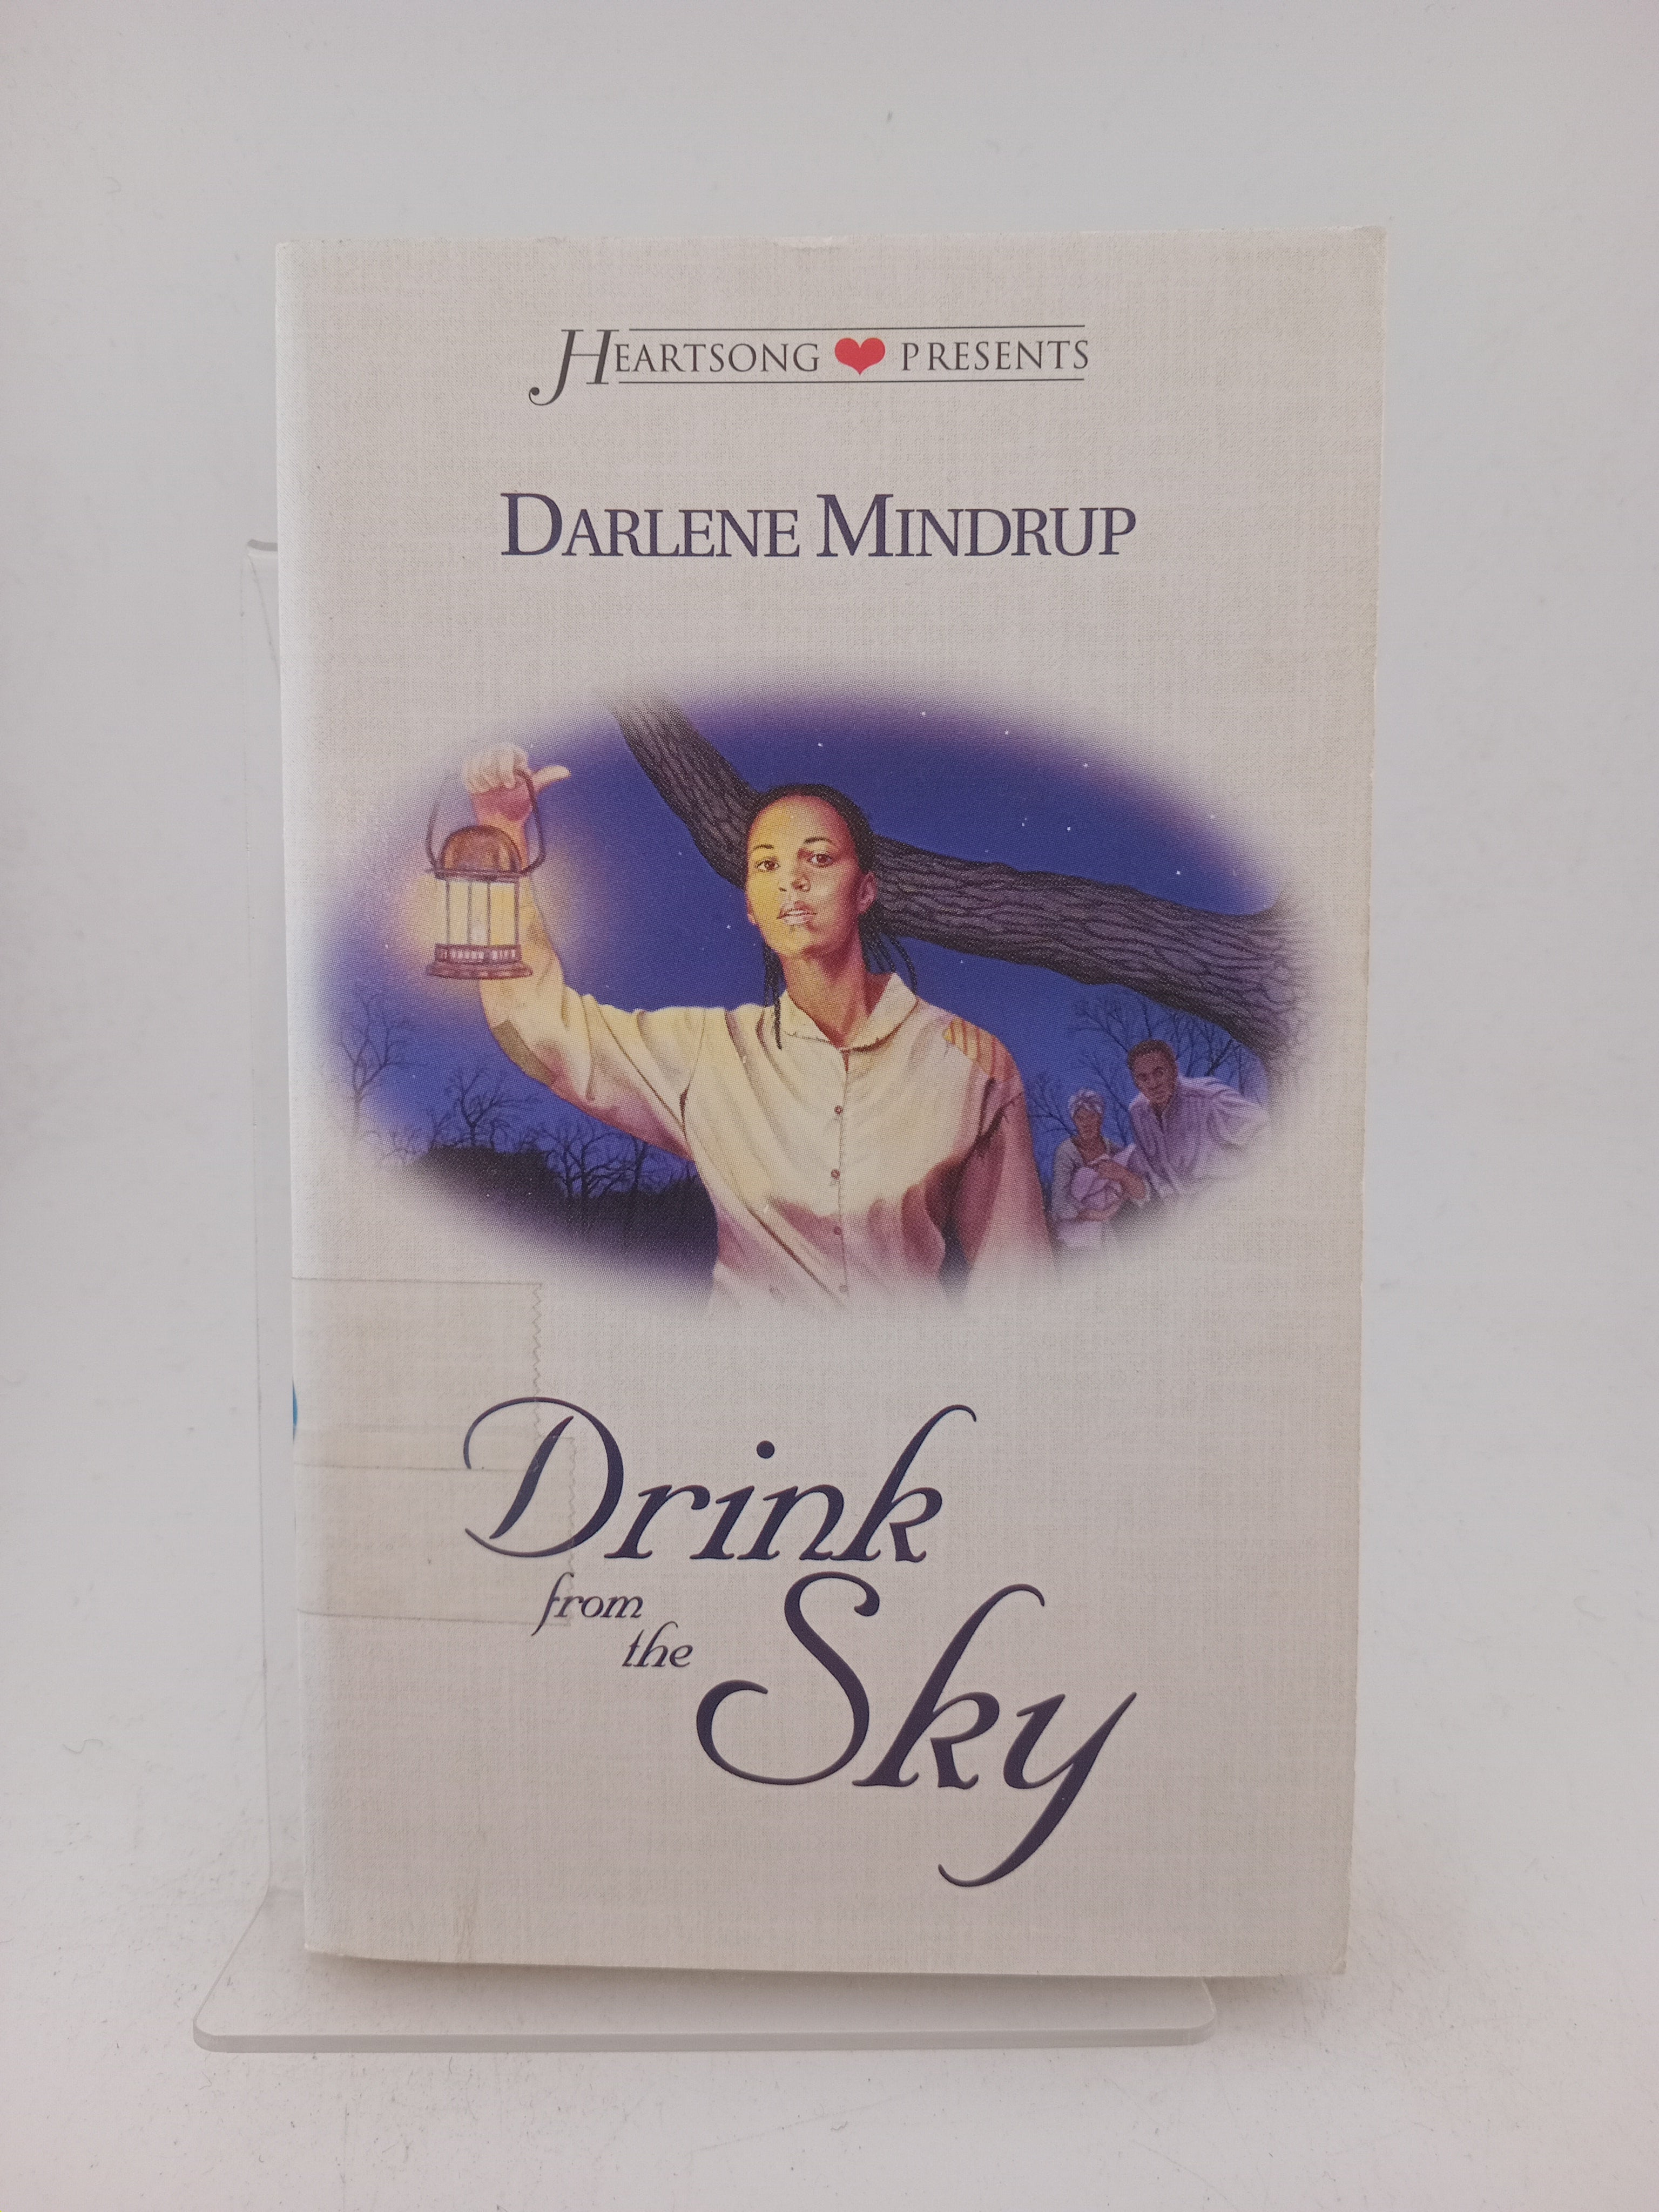 HEARTSONG PRESENTS
DARLENE MINDRUP
Drink
from
the
Sky